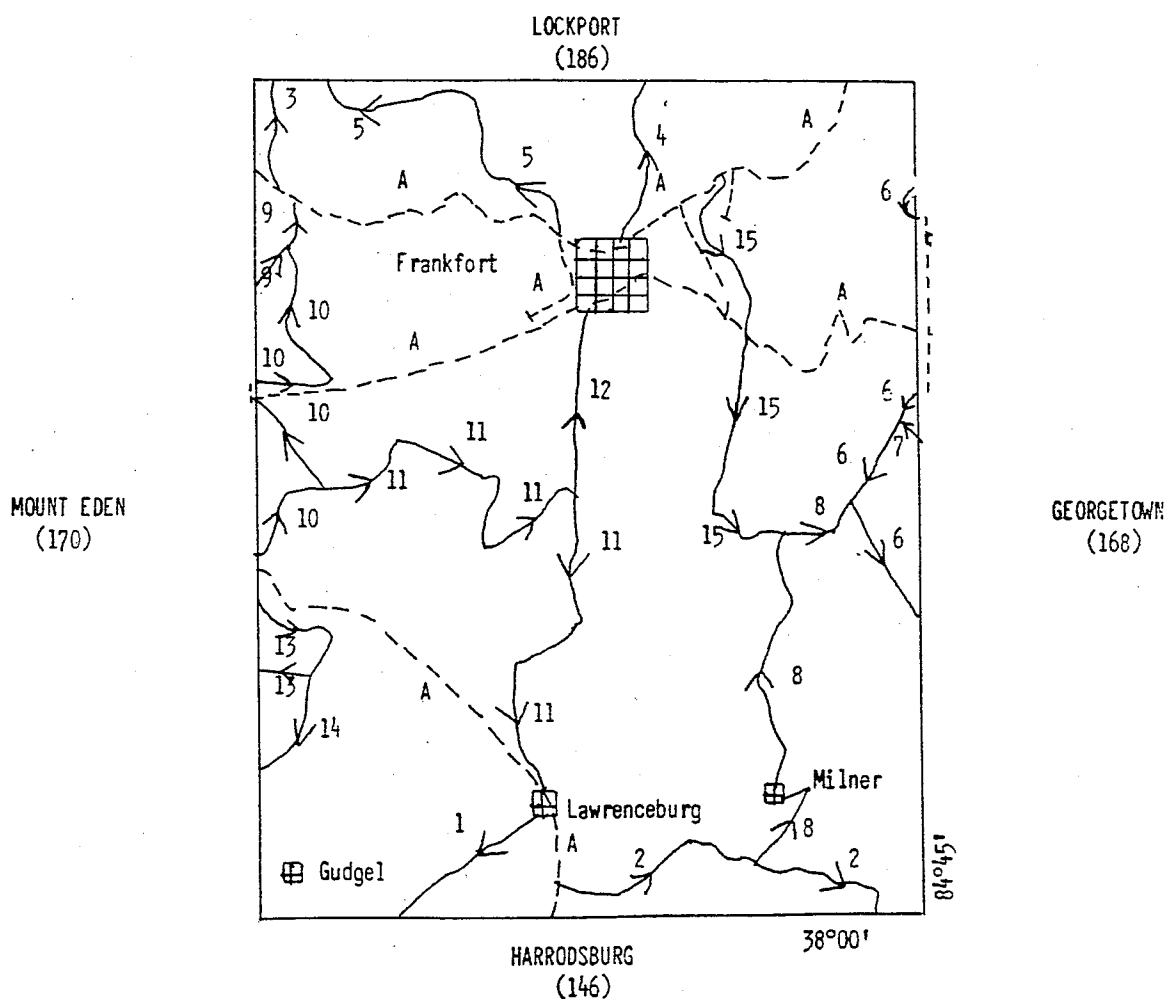 LOCKPORT
(186)
3
5
5
4
A
A
A
6
9
15
9
Frankfort
A
A
10
A
10
10
12
6
15
11
7
6
11
11
8
MOUNT EDEN
(170)
10
11
15
6
GEORGETOWN
(168)
13
13
A
8
14
11
Milner
Lawrenceburg
1
A
8
2
2
Gudgel
84°45'
38°00'
HARRODSBURG
(146)